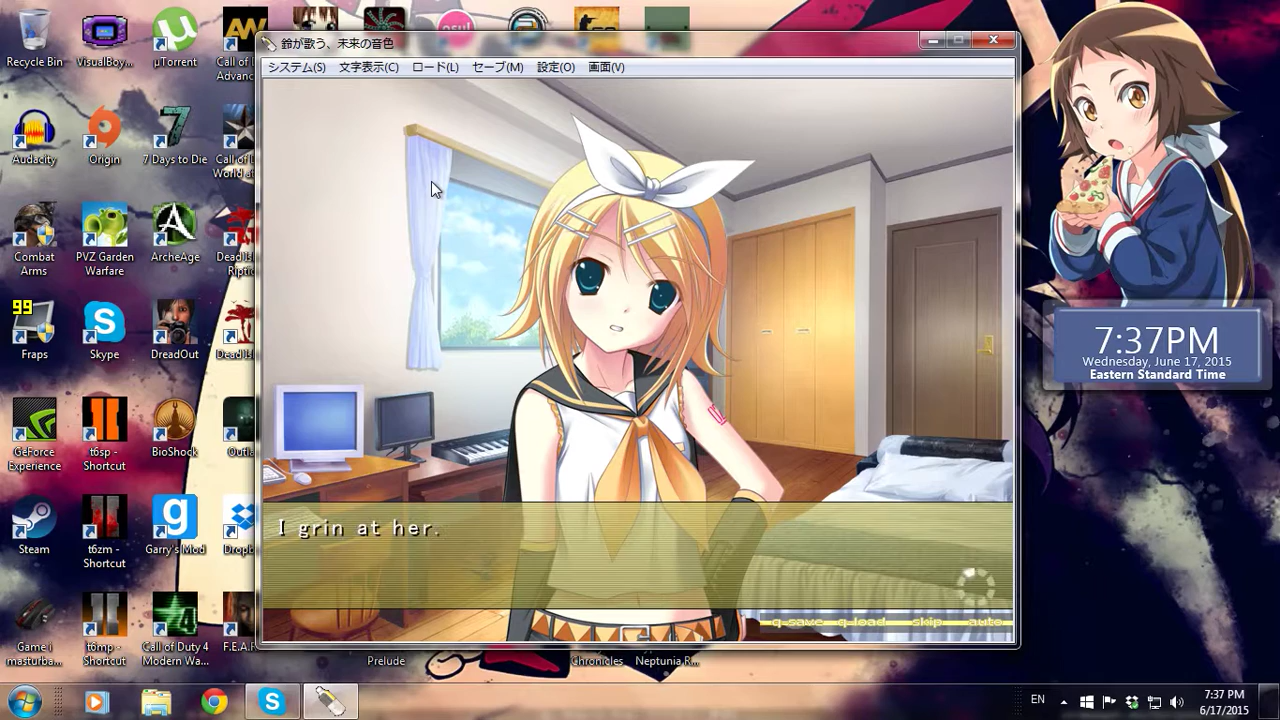 Recycle Bin
VisualBoy...
µTorrent
Call of
Advanc
Audacity
Origin
7 Days to Die
Call of D
World at
Combat
Arms
PVZ Garden
Warfare
ArcheAge
Dead Is
Riptid
99
Fraps
Skype
DreadOut
Dead Isl
GeForce
Experience
t6sp -
Shortcut
BioShock
Outla
Steam
t6zm -
Shortcut
Garry's Mod
Dropb
Game i
masturba...
t6mp -
Shortcut
Call of Duty 4
Modern Wa...
F.E.A.R
Prelude
Chronicles
Neptunia R...
鈴が歌う、未来の音色
システム(S) 文字表示(C) ロード(L) セーブ(M) 設定(O) 画面(V)
I grin at her.
q-save q-load skip auto
7:37PM
Wednesday, June 17, 2015
Eastern Standard Time
EN
7:37 PM
6/17/2015